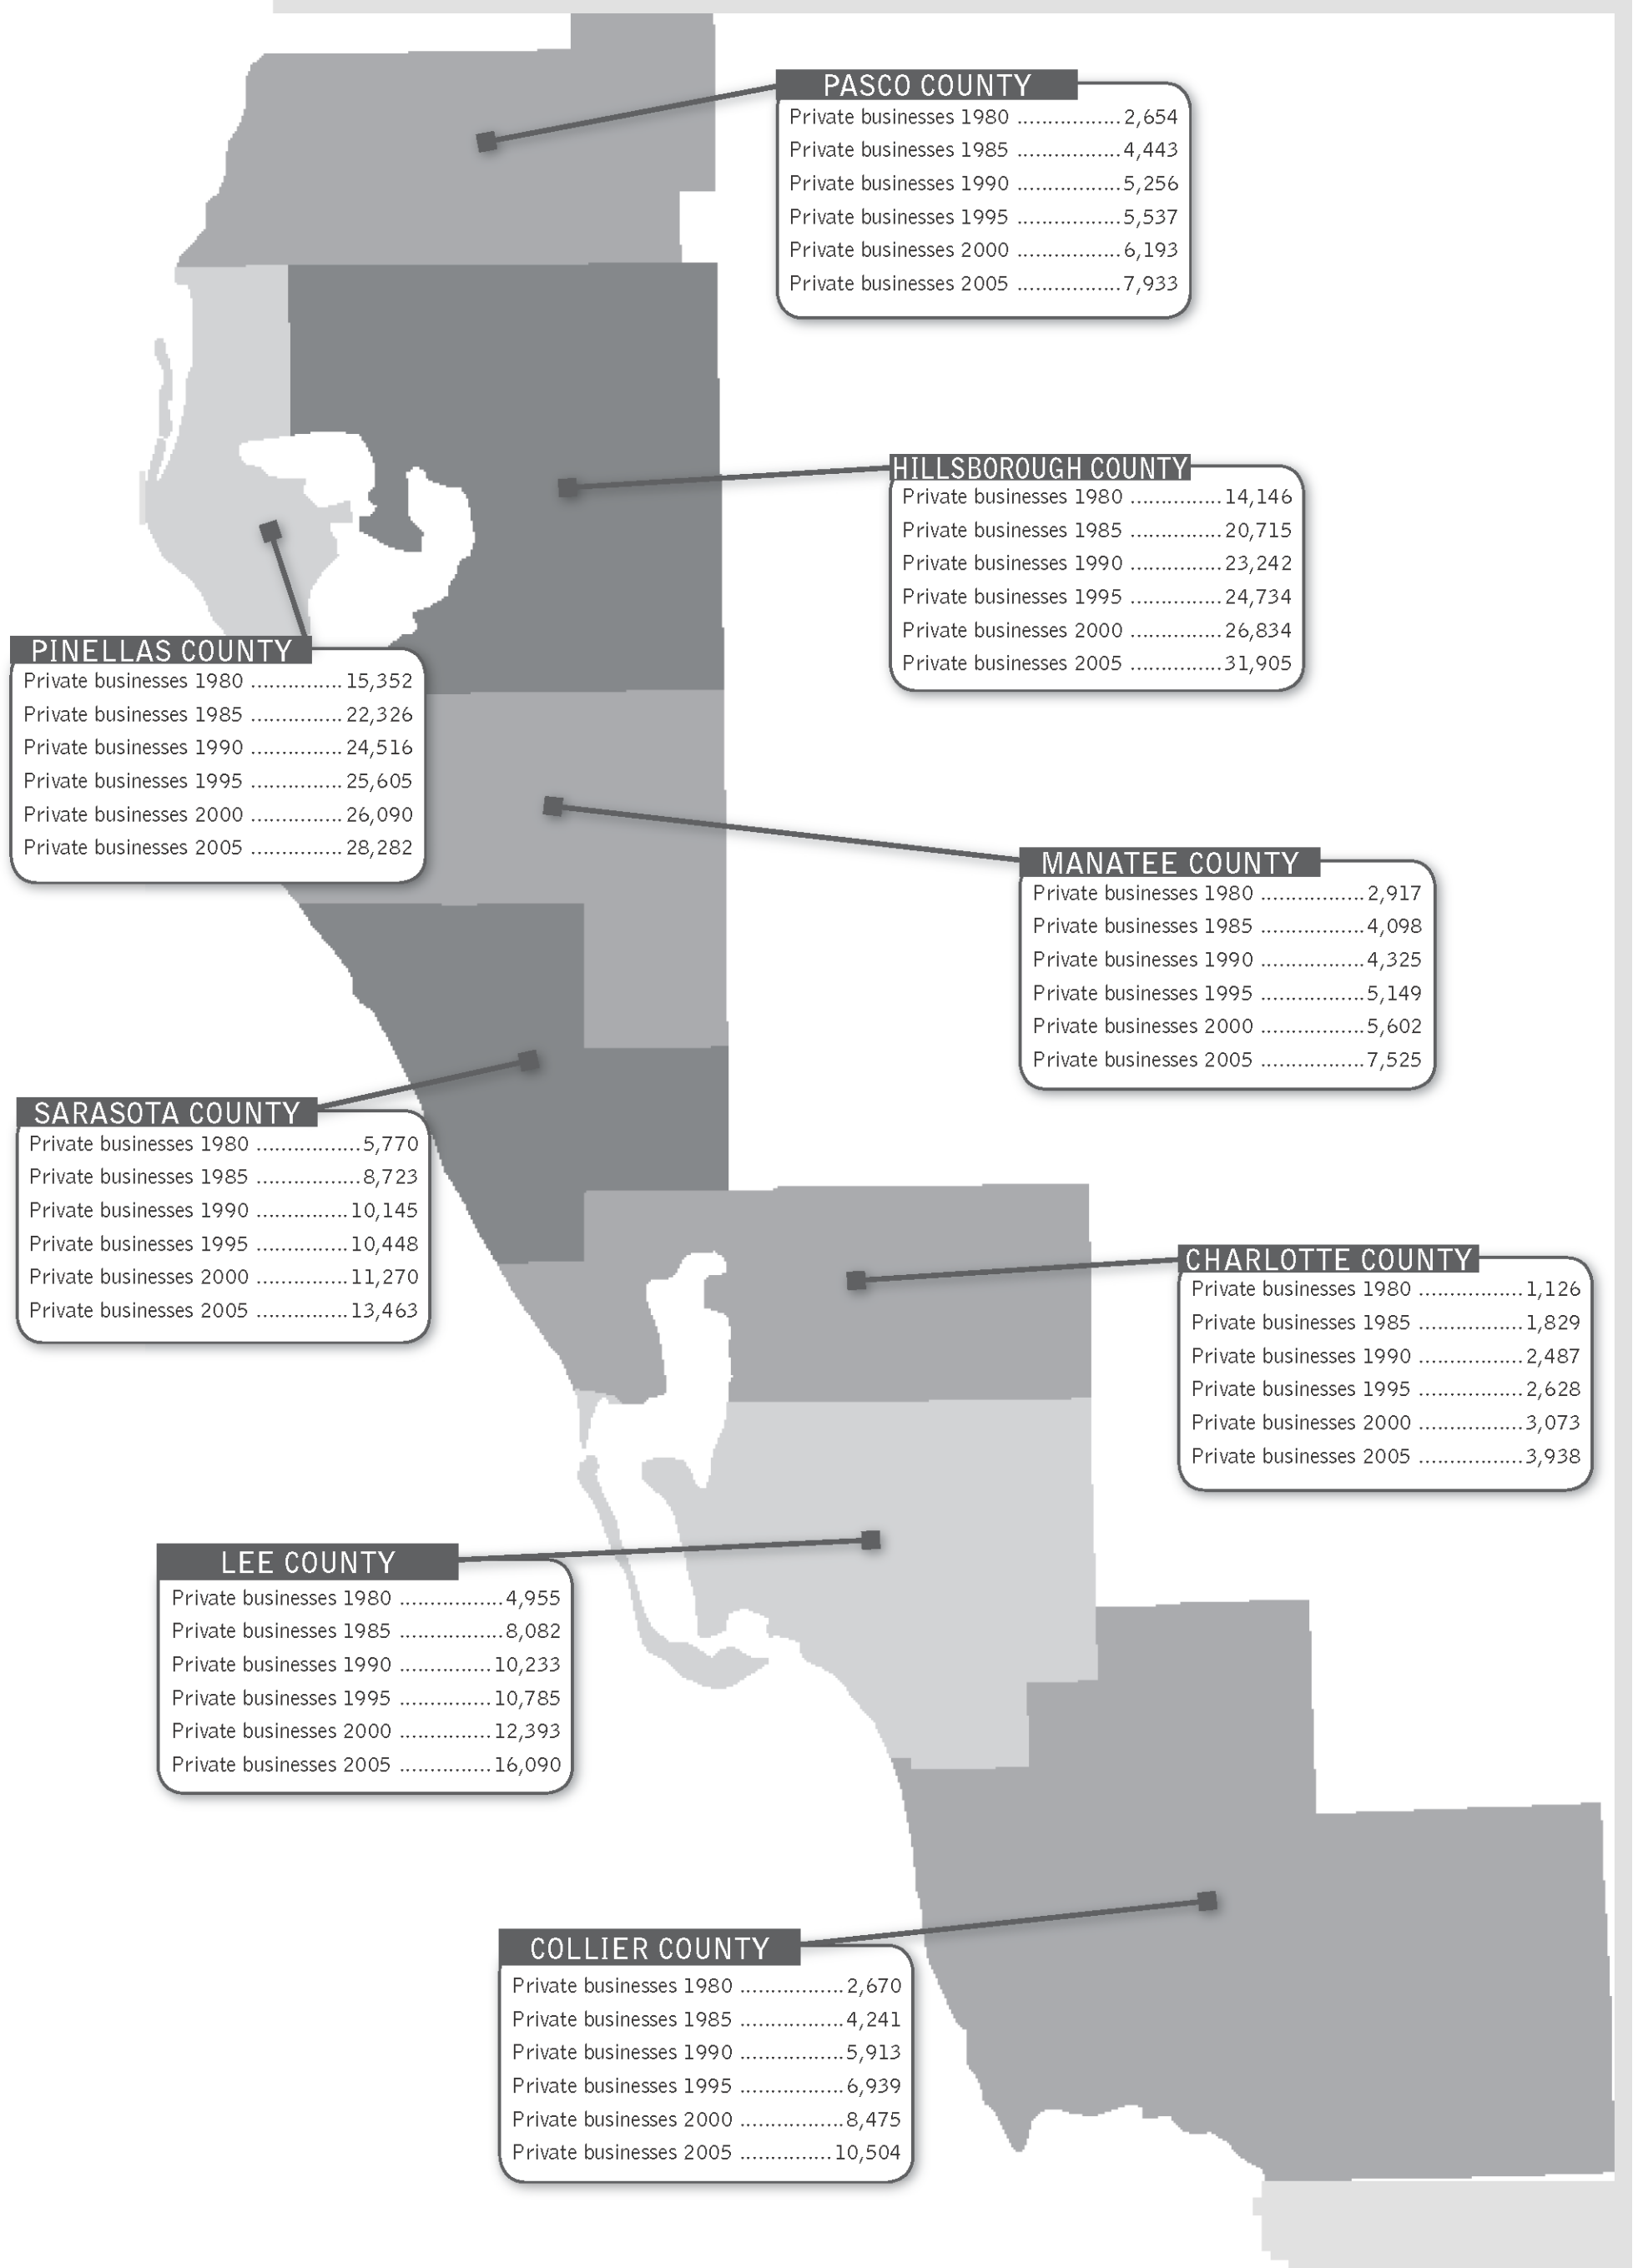 PASCO COUNTY
Private businesses 1980 .................2,654
Private businesses 1985 .................4,443
Private businesses 1990 .................5,256
Private businesses 1995 .................5,537
Private businesses 2000 .................6,193
Private businesses 2005 .................7,933
HILLSBOROUGH COUNTY
Private businesses 1980 ...............14,146
Private businesses 1985 ...............20,715
Private businesses 1990 ...............23,242
Private businesses 1995 ...............24,734
Private businesses 2000 ...............26,834
Private businesses 2005 ...............31,905
PINELLAS COUNTY
Private businesses 1980 ...............15,352
Private businesses 1985 ...............22,326
Private businesses 1990 ...............24,516
Private businesses 1995 ...............25,605
Private businesses 2000 ...............26,090
Private businesses 2005 ...............28,282
MANATEE COUNTY
Private businesses 1980 .................2,917
Private businesses 1985 .................4,098
Private businesses 1990 .................4,325
Private businesses 1995 .................5,149
Private businesses 2000 .................5,602
Private businesses 2005 .................7,525
SARASOTA COUNTY
Private businesses 1980 .................5,770
Private businesses 1985 .................8,723
Private businesses 1990 ...............10,145
Private businesses 1995 ...............10,448
Private businesses 2000 ...............11,270
Private businesses 2005 ...............13,463
CHARLOTTE COUNTY
Private businesses 1980 .................1,126
Private businesses 1985 .................1,829
Private businesses 1990 .................2,487
Private businesses 1995 .................2,628
Private businesses 2000 .................3,073
Private businesses 2005 .................3,938
LEE COUNTY
Private businesses 1980 .................4,955
Private businesses 1985 .................8,082
Private businesses 1990 ...............10,233
Private businesses 1995 ...............10,785
Private businesses 2000 ...............12,393
Private businesses 2005 ...............16,090
COLLIER COUNTY
Private businesses 1980 .................2,670
Private businesses 1985 .................4,241
Private businesses 1990 .................5,913
Private businesses 1995 .................6,939
Private businesses 2000 .................8,475
Private businesses 2005 ...............10,504